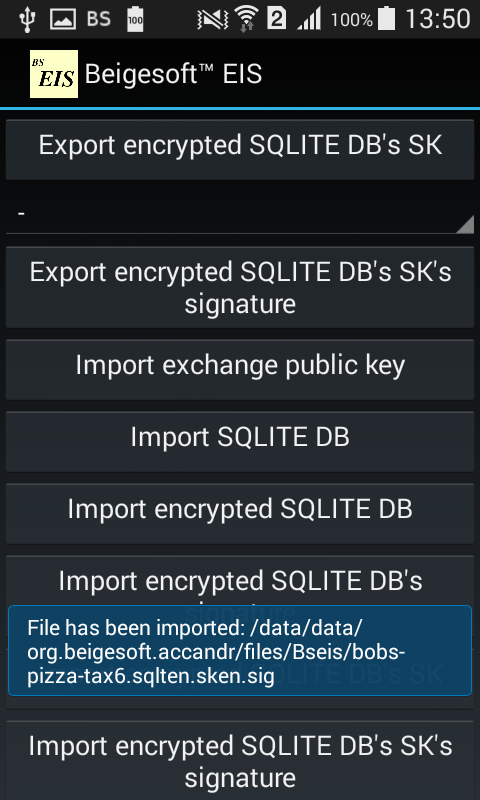 BS 100 2 100% 13:50
BS
EIS Beigesoft™ EIS
Export encrypted SQLITE DB's SK
-
Export encrypted SQLITE DB's SK's
signature
Import exchange public key
Import SQLITE DB
Import encrypted SQLITE DB
Import encrypted SQLITE DB's
signature
File has been imported: /data/data/
org.beigesoft.accandr/files/Bseis/bobs-
pizza-tax6.sqlten.sken.sig
DB's SK
Import encrypted SQLITE DB's SK's
signature